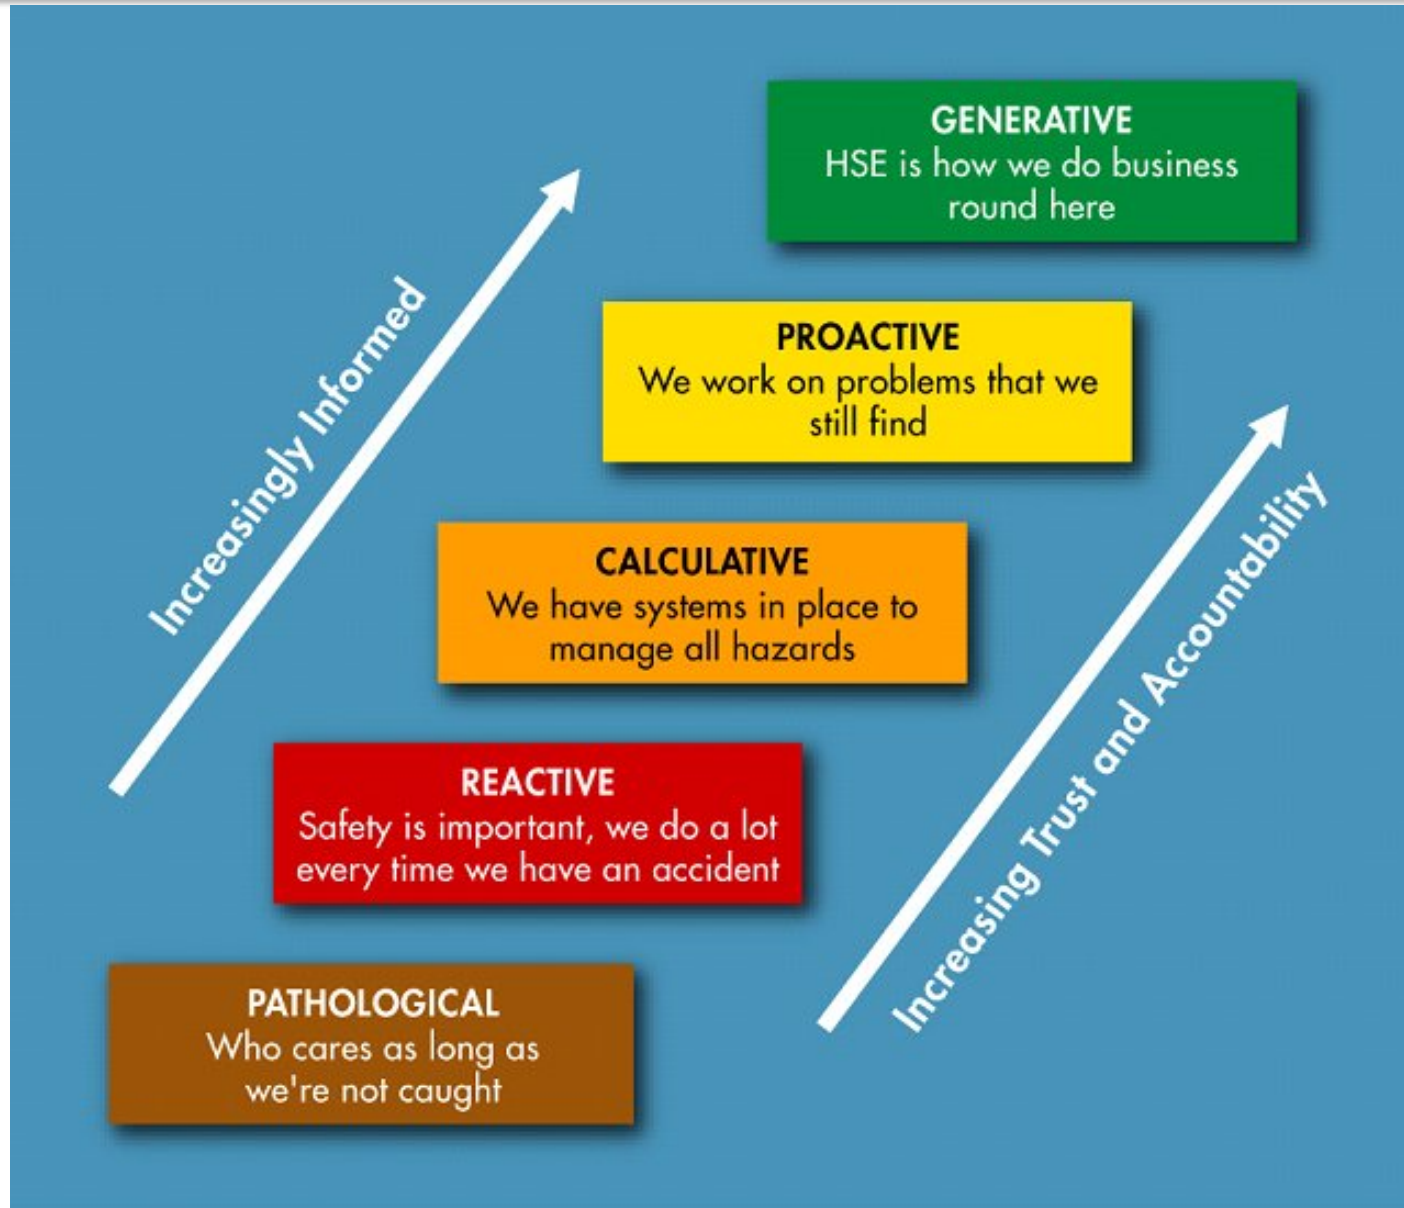 GENERATIVE
HSE is how we do business
round here
PROACTIVE
We work on problems that we
still find
Increasingly Informed
CALCULATIVE
We have systems in place to
manage all hazards
Increasing Trust and Accountability
REACTIVE
Safety is important, we do a lot
every time we have an accident
PATHOLOGICAL
Who cares as long as
we're not caught